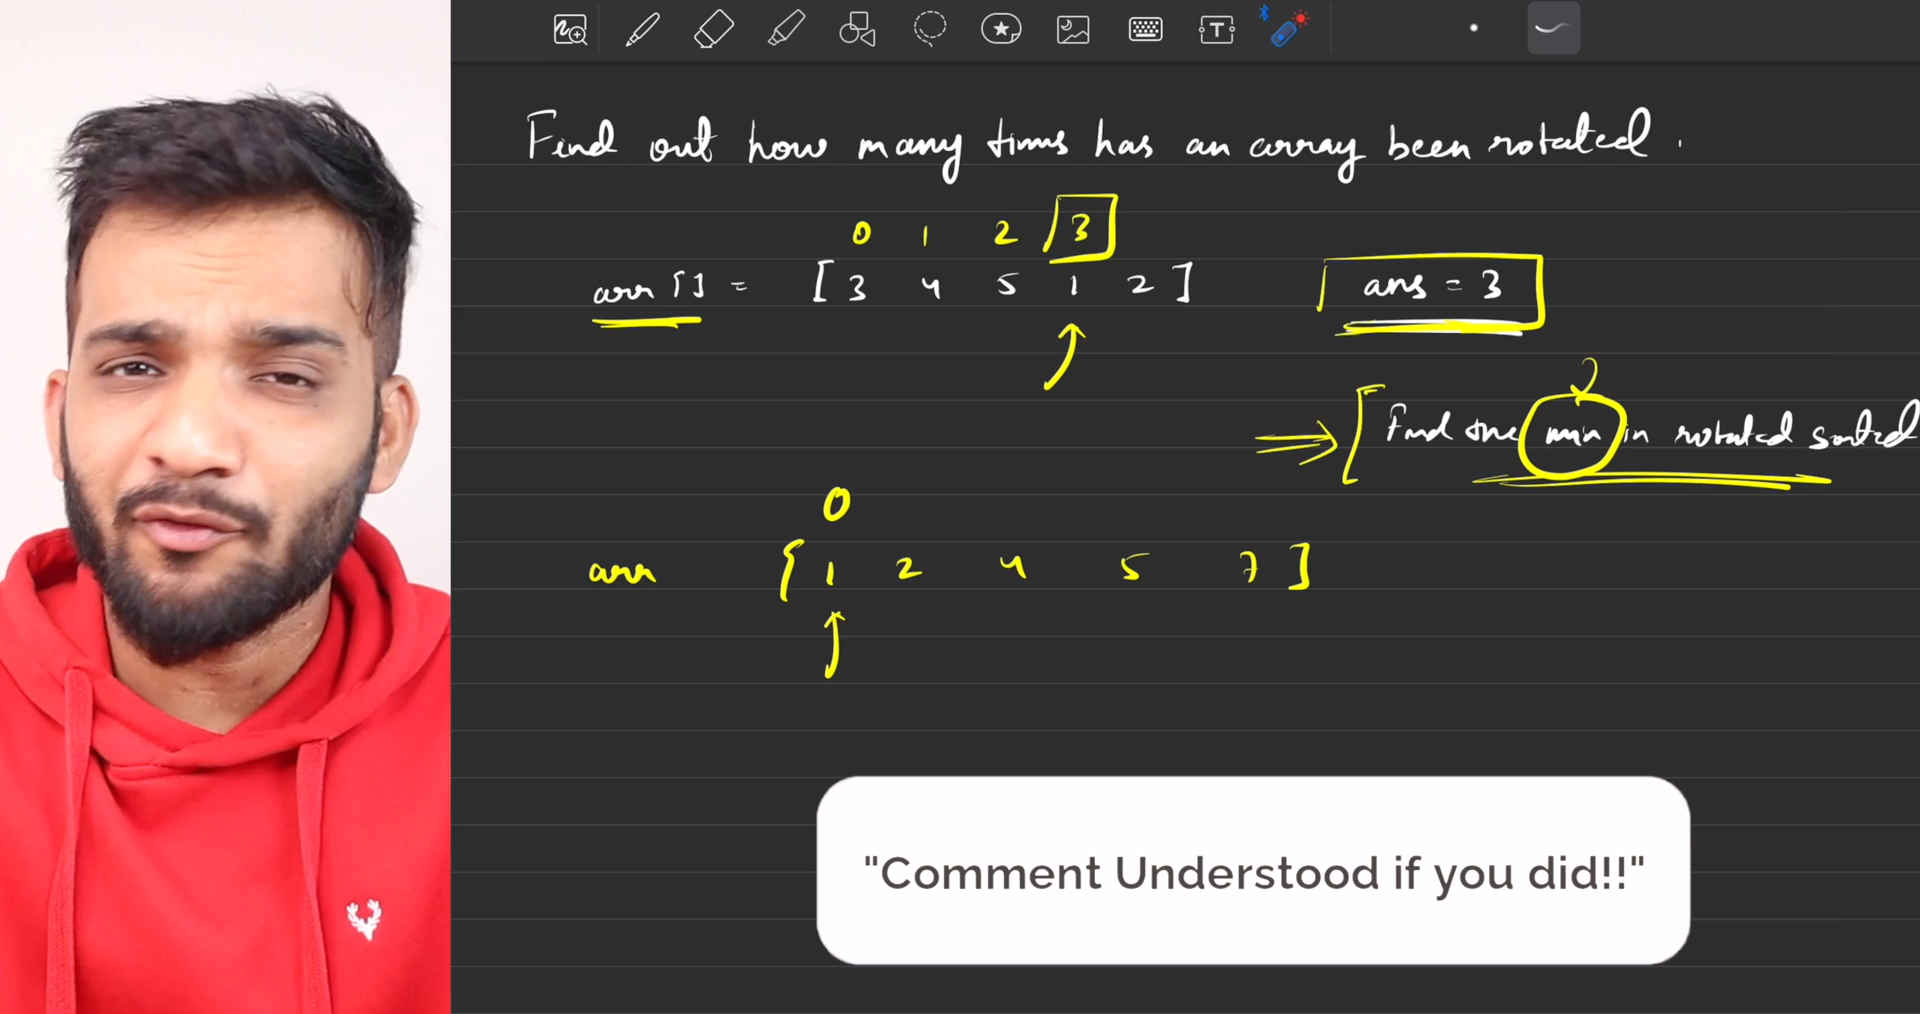 Find out how many times has an array been rotated.
0 1 2 3
arr [] = [ 3 4 5 1 2 ] ans = 3
⇒ [ Find the min in rotated sorted
0
arr [ 1 2 4 5 7 ]
"Comment Understood if you did!!"